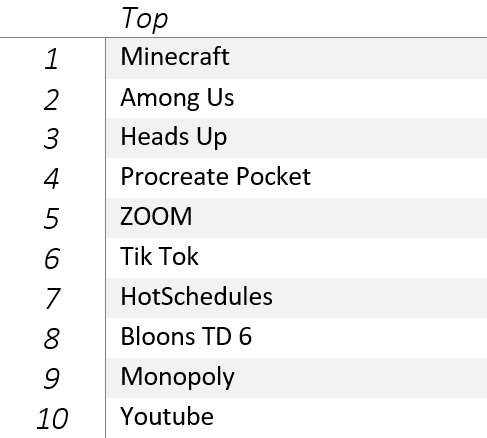 Top
1 Minecraft
2 Among Us
3 Heads Up
4 Procreate Pocket
5 ZOOM
6 Tik Tok
7 HotSchedules
8 Bloons TD 6
9 Monopoly
10 Youtube